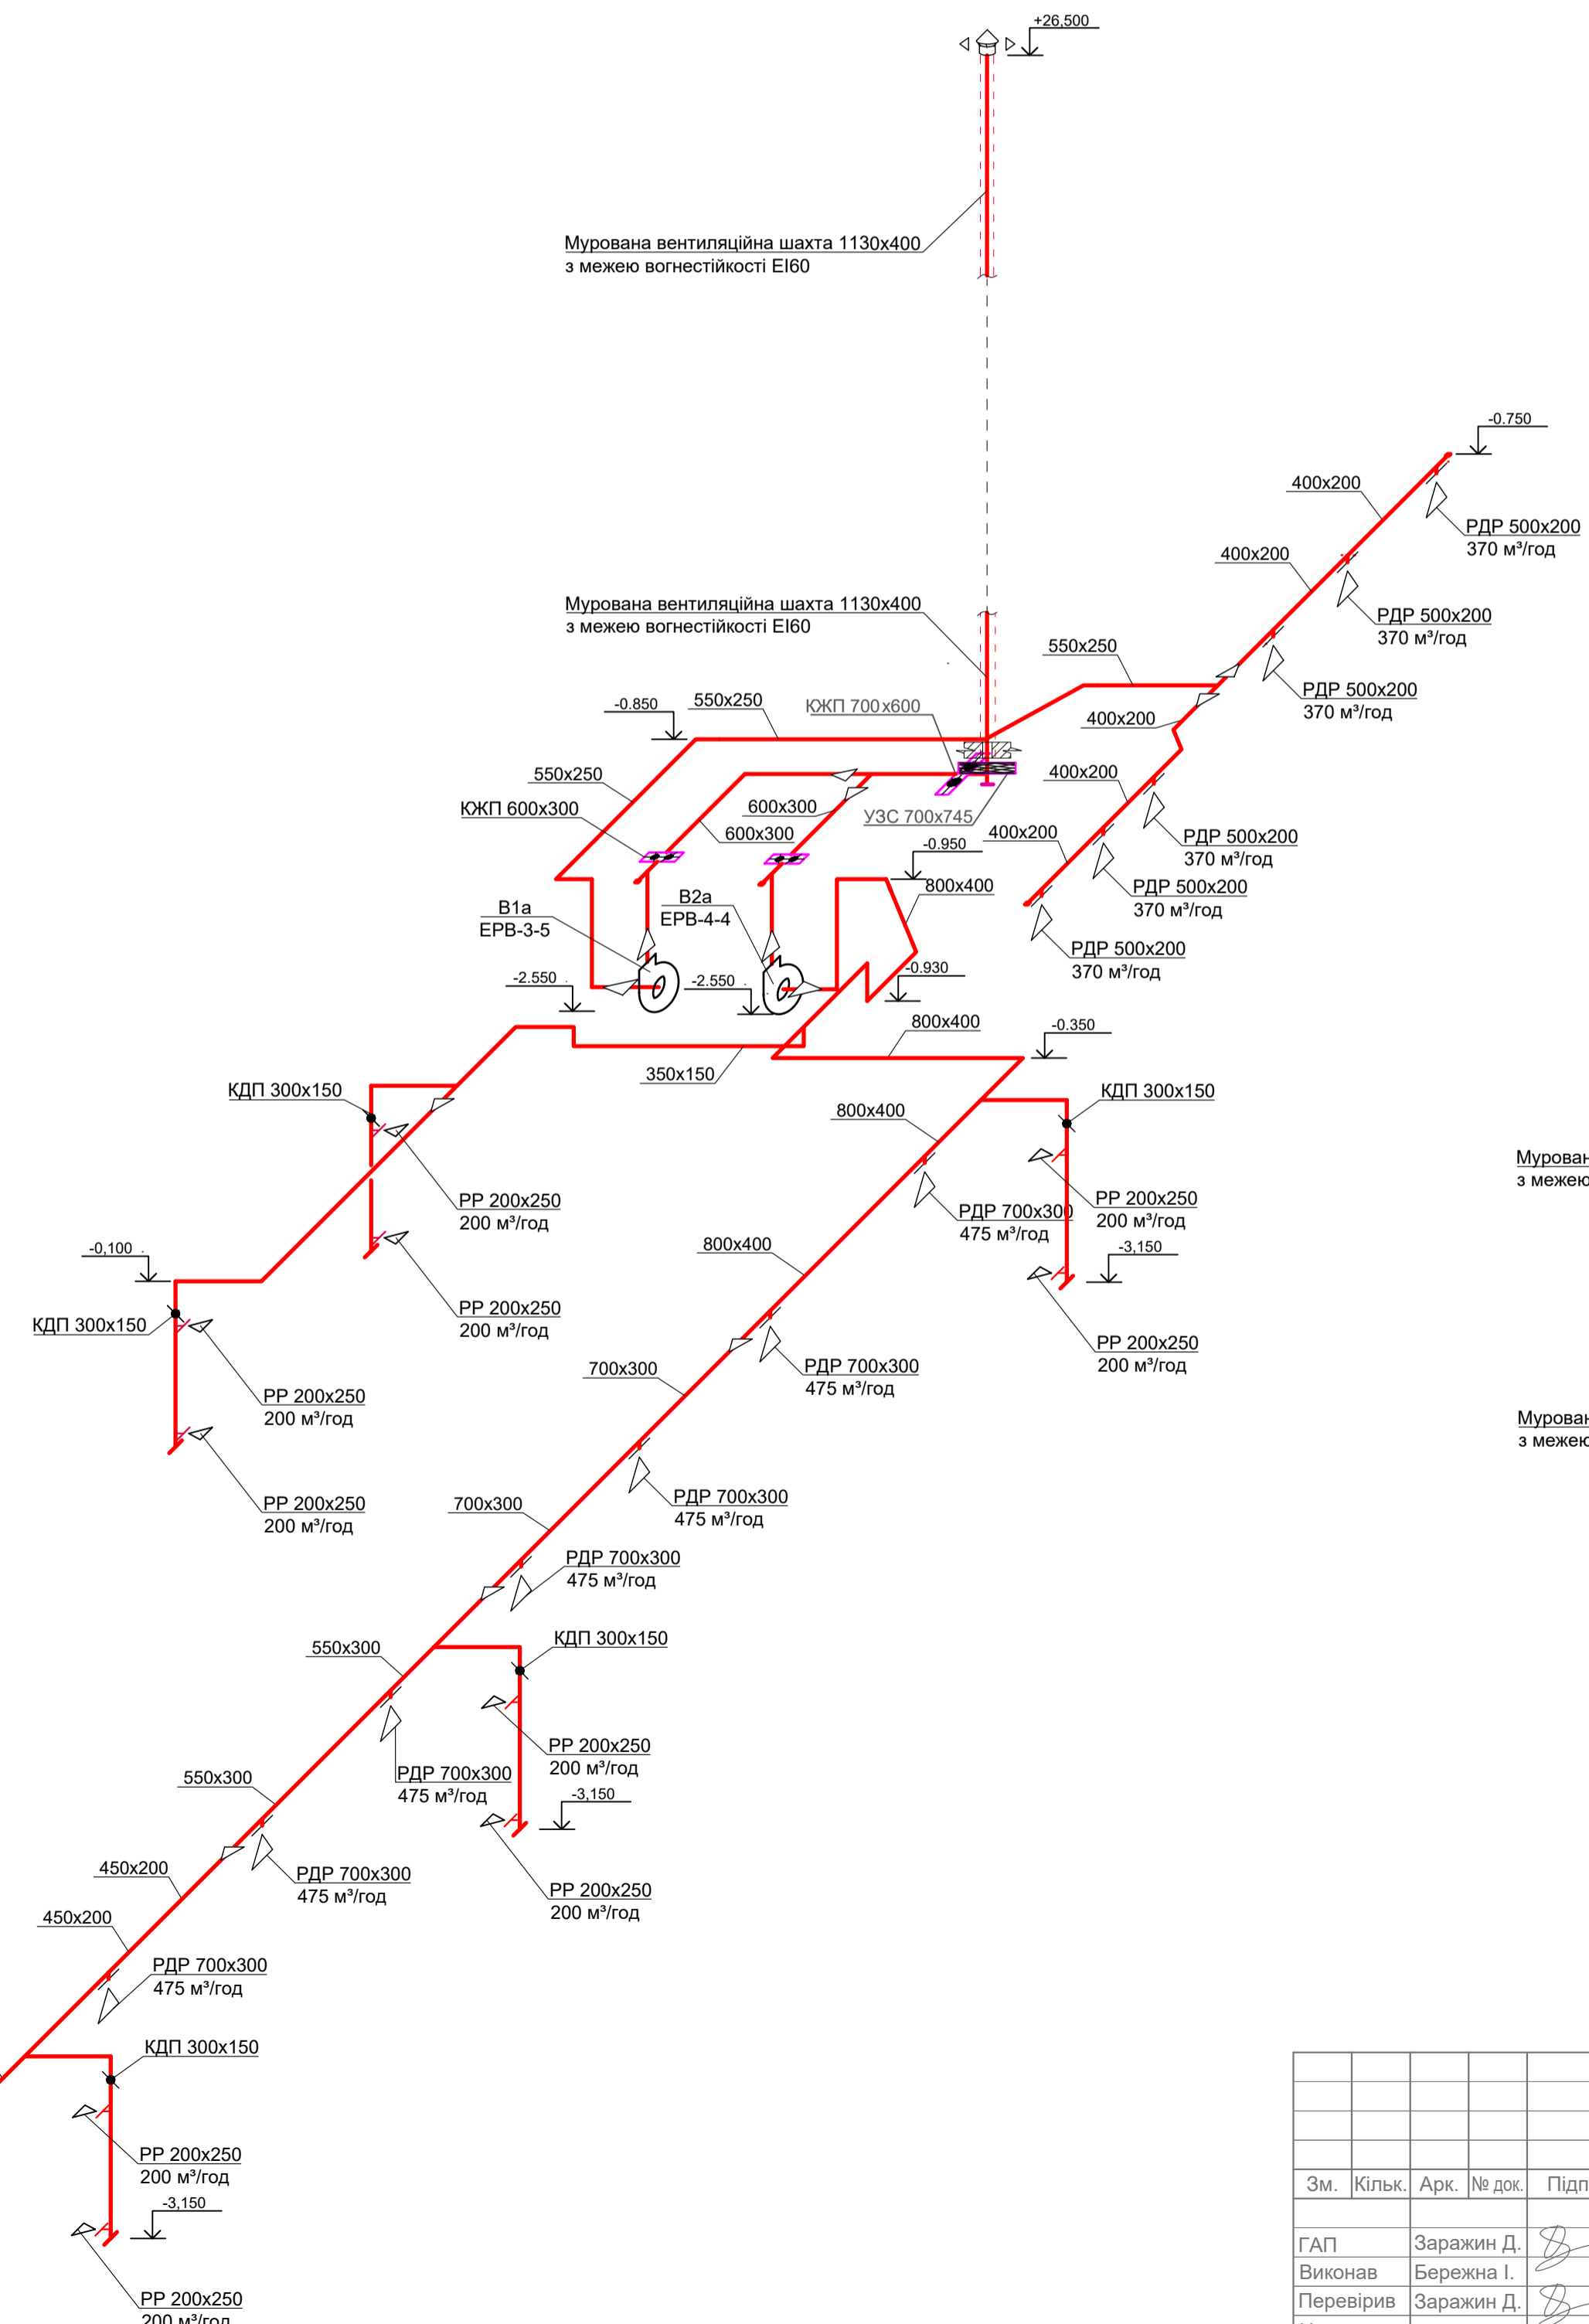 +26,500
Мурована вентиляційна шахта 1130х400
з межею вогнестійкості EI60
-0.750
400х200
РДР 500х200
370 м³/год
400х200
РДР 500х200
370 м³/год
Мурована вентиляційна шахта 1130х400
з межею вогнестійкості EI60
550х250
РДР 500х200
370 м³/год
-0.850
550х250
КЖП 700х600
400х200
550х250
400х200
КЖП 600х300
600х300
УЗС 700х745
600х300
400х200
РДР 500х200
370 м³/год
-0.950
800х400
РДР 500х200
370 м³/год
В1а
ЕРВ-3-5
В2а
ЕРВ-4-4
РДР 500х200
370 м³/год
-2.550
-2.550
-0.930
800х400
-0.350
350х150
КДП 300х150
КДП 300х150
800х400
РР 200х250
200 м³/год
РДР 700х300
475 м³/год
РР 200х250
200 м³/год
-0,100
800х400
-3,150
КДП 300х150
РР 200х250
200 м³/год
РР 200х250
200 м³/год
700х300
РДР 700х300
475 м³/год
РР 200х250
200 м³/год
РР 200х250
200 м³/год
700х300
РДР 700х300
475 м³/год
РДР 700х300
475 м³/год
550х300
КДП 300х150
РР 200х250
200 м³/год
550х300
РДР 700х300
475 м³/год
-3,150
450х200
РДР 700х300
475 м³/год
РР 200х250
200 м³/год
450х200
РДР 700х300
475 м³/год
КДП 300х150
РР 200х250
200 м³/год
-3,150
РР 200х250
200 м³/год
з межею
з межею
Зм. Кільк. Арк. № док.
ГАП Заражин Д.
Виконав Бережна І.
Перевірив Заражин Д.